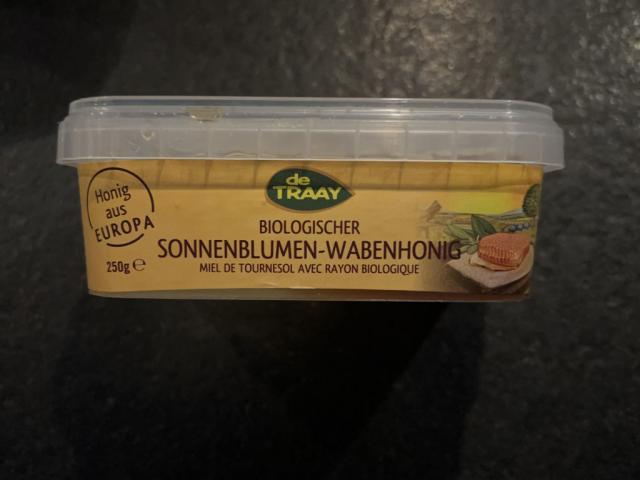 de
TRAAY
Honig
aus
EUROPA
250g ℮
BIOLOGISCHER
SONNENBLUMEN-WABENHONIG
MIEL DE TOURNESOL AVEC RAYON BIOLOGIQUE